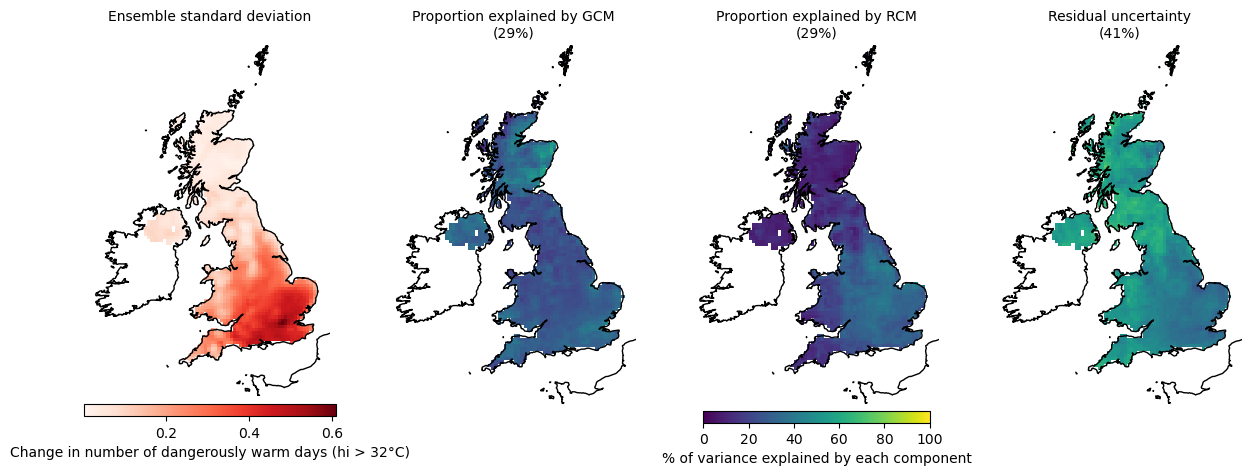 Ensemble standard deviation
Proportion explained by GCM
(29%)
Proportion explained by RCM
(29%)
Residual uncertainty
(41%)
0.2 0.4 0.6
Change in number of dangerously warm days (hi > 32°C)
0 20 40 60 80 100
% of variance explained by each component